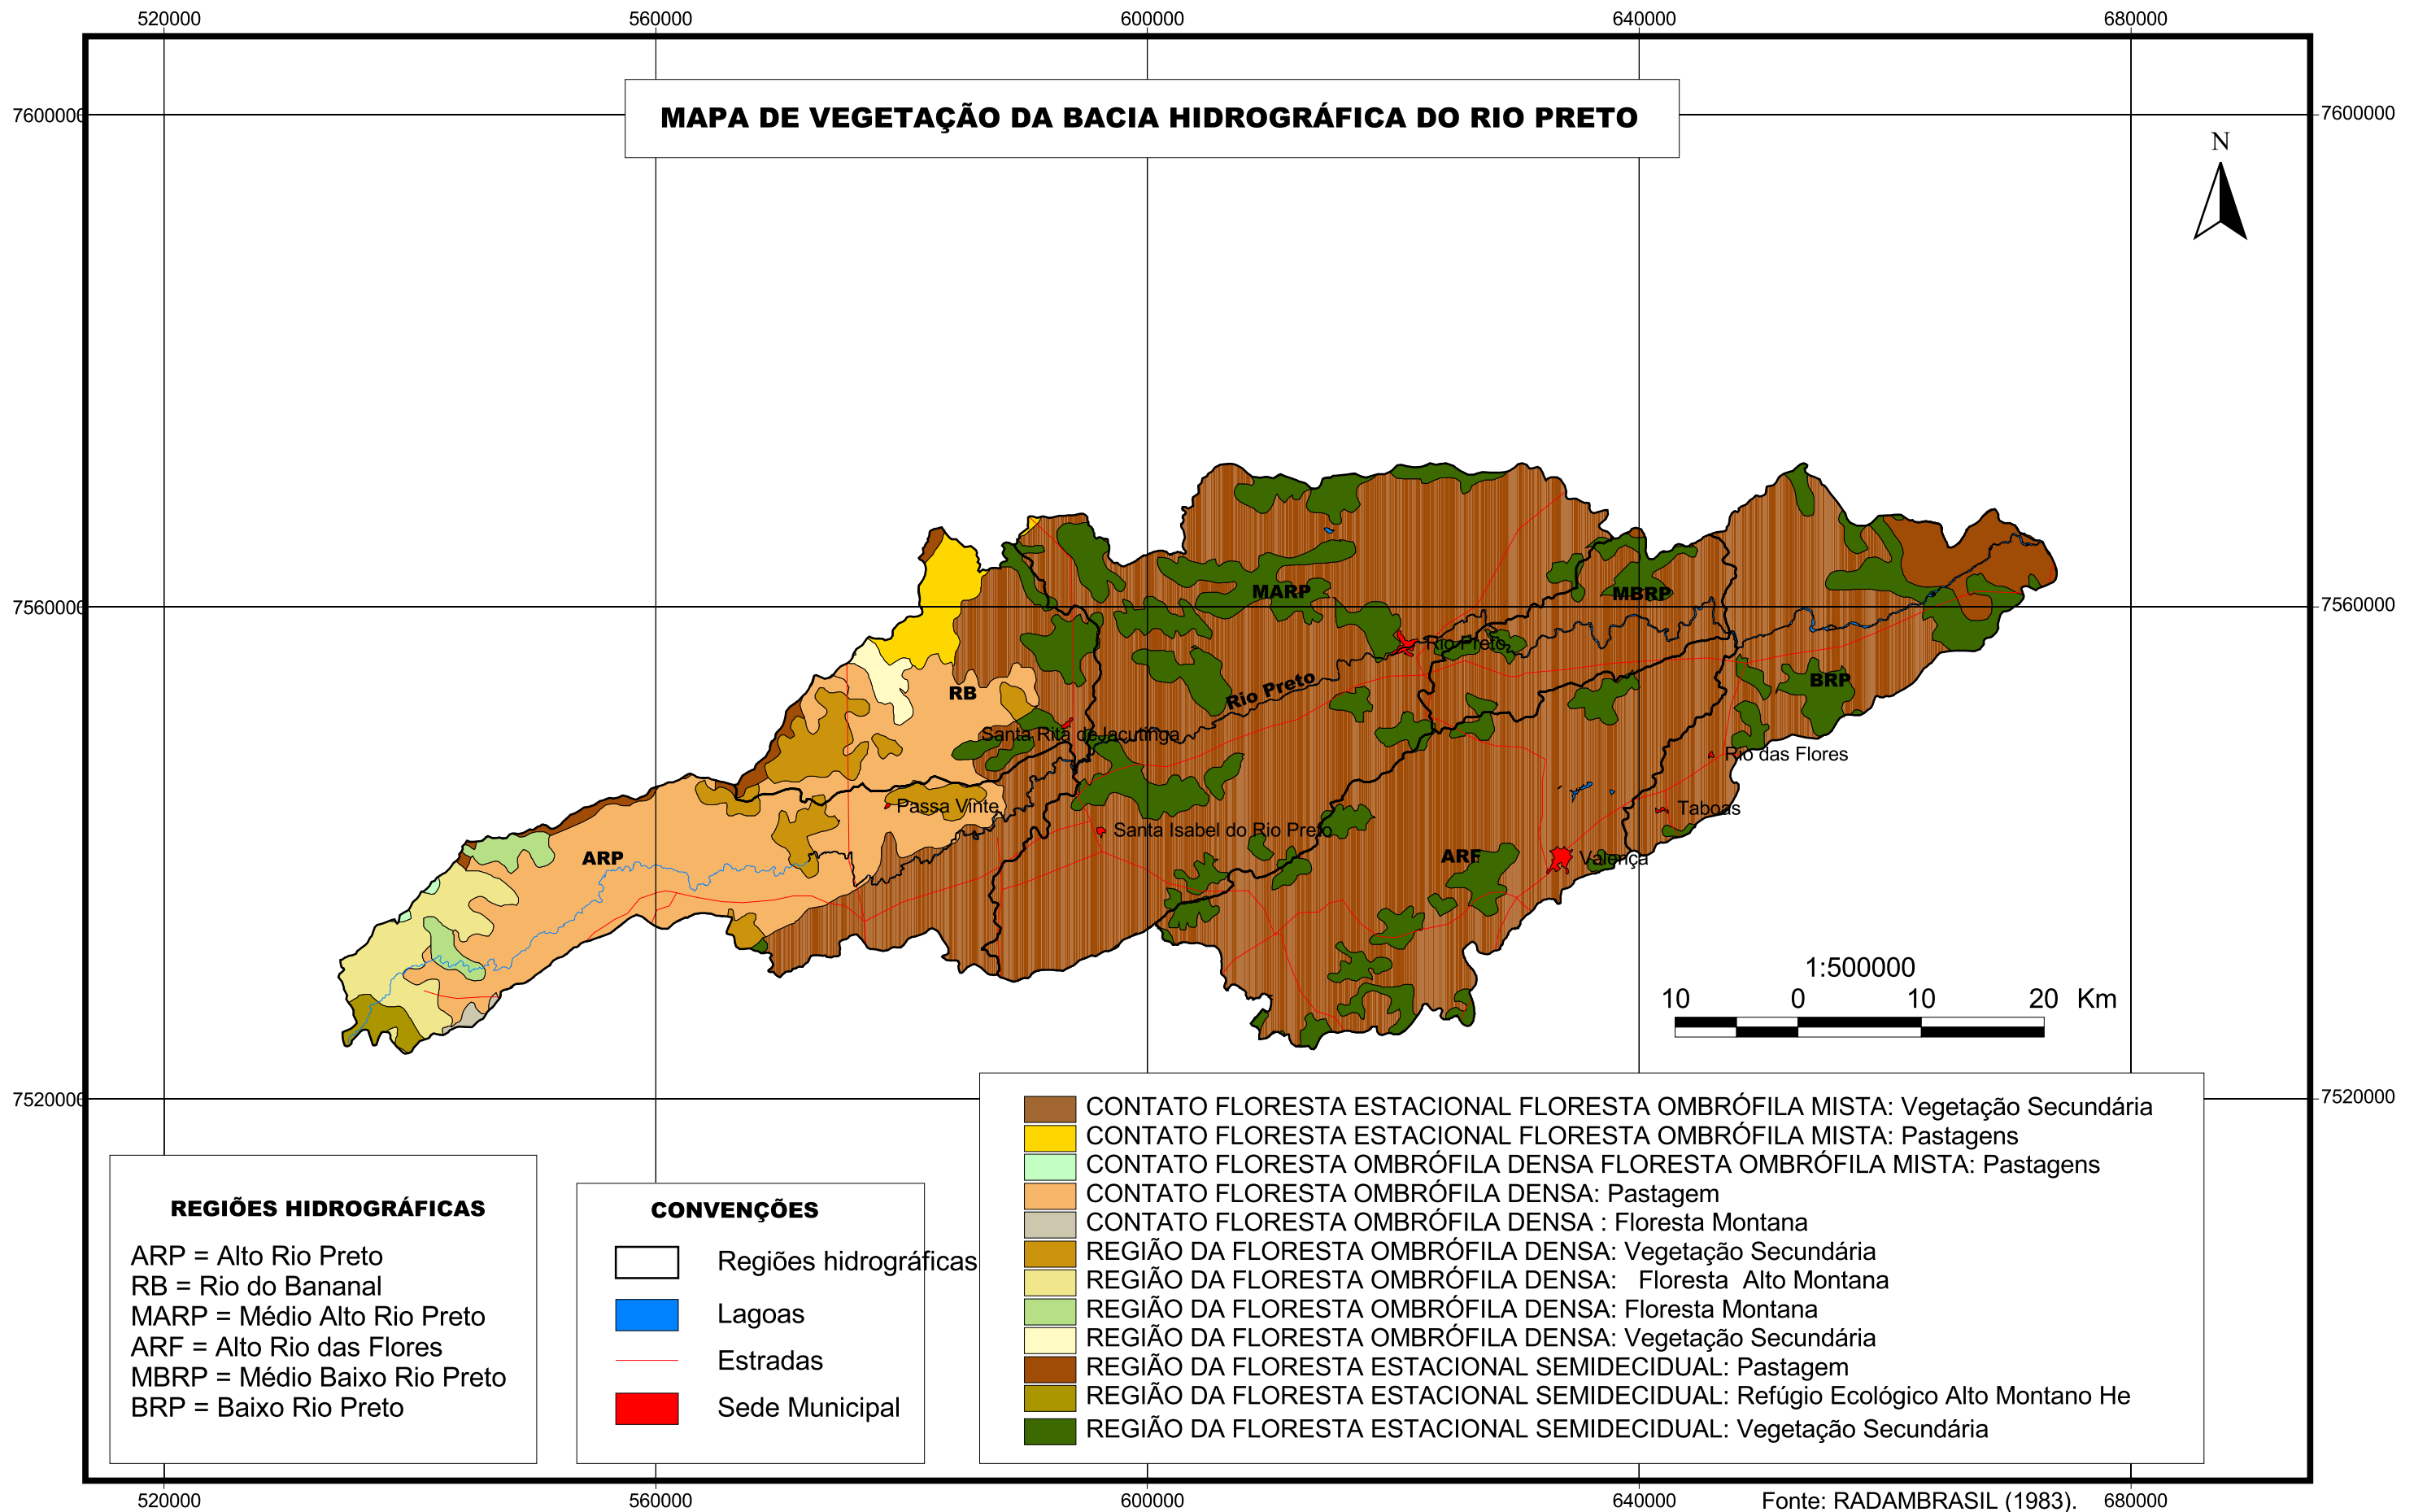 520000 560000 600000 640000 680000
MAPA DE VEGETAÇÃO DA BACIA HIDROGRÁFICA DO RIO PRETO
7600000 7600000
N
7560000 7560000
MARP
MBRP
Rio Preto
BRP
RB
Rio Preto
Santa Rita de Jacutinga
Rio das Flores
Passa Vinte
Taboas
Santa Isabel do Rio Preto
ARP
ARF
Valença
1:500000
10 0 10 20 Km
7520000 7520000
REGIÕES HIDROGRÁFICAS
ARP = Alto Rio Preto
RB = Rio do Bananal
MARP = Médio Alto Rio Preto
ARF = Alto Rio das Flores
MBRP = Médio Baixo Rio Preto
BRP = Baixo Rio Preto
CONVENÇÕES
Regiões hidrográficas
Lagoas
Estradas
Sede Municipal
CONTATO FLORESTA ESTACIONAL FLORESTA OMBRÓFILA MISTA: Vegetação Secundária
CONTATO FLORESTA ESTACIONAL FLORESTA OMBRÓFILA MISTA: Pastagens
CONTATO FLORESTA OMBRÓFILA DENSA FLORESTA OMBRÓFILA MISTA: Pastagens
CONTATO FLORESTA OMBRÓFILA DENSA: Pastagem
CONTATO FLORESTA OMBRÓFILA DENSA : Floresta Montana
REGIÃO DA FLORESTA OMBRÓFILA DENSA: Vegetação Secundária
REGIÃO DA FLORESTA OMBRÓFILA DENSA: Floresta Alto Montana
REGIÃO DA FLORESTA OMBRÓFILA DENSA: Floresta Montana
REGIÃO DA FLORESTA OMBRÓFILA DENSA: Vegetação Secundária
REGIÃO DA FLORESTA ESTACIONAL SEMIDECIDUAL: Pastagem
REGIÃO DA FLORESTA ESTACIONAL SEMIDECIDUAL: Refúgio Ecológico Alto Montano He
REGIÃO DA FLORESTA ESTACIONAL SEMIDECIDUAL: Vegetação Secundária
520000 560000 600000 640000 680000
Fonte: RADAMBRASIL (1983).